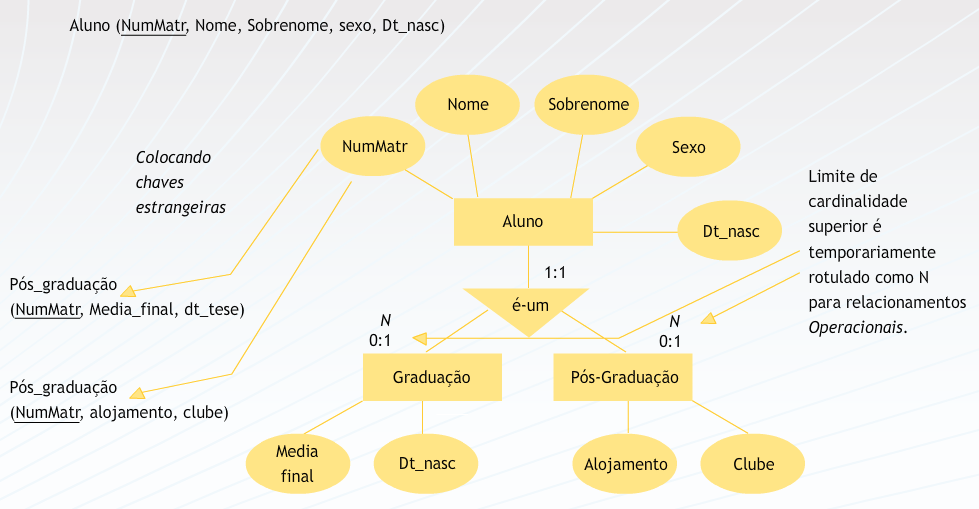 Aluno (NumMatr, Nome, Sobrenome, sexo, Dt_nasc)
Nome
Sobrenome
NumMatr
Sexo
Colocando
chaves
estrangeiras
Aluno
Dt_nasc
Limite de
cardinalidade
superior é
temporariamente
rotulado como N
para relacionamentos
Operacionais.
1:1
é-um
Pós_graduação
(NumMatr, Media_final, dt_tese)
N
0:1
N
0:1
Graduação
Pós-Graduação
Pós_graduação
(NumMatr, alojamento, clube)
Media
final
Dt_nasc
Alojamento
Clube